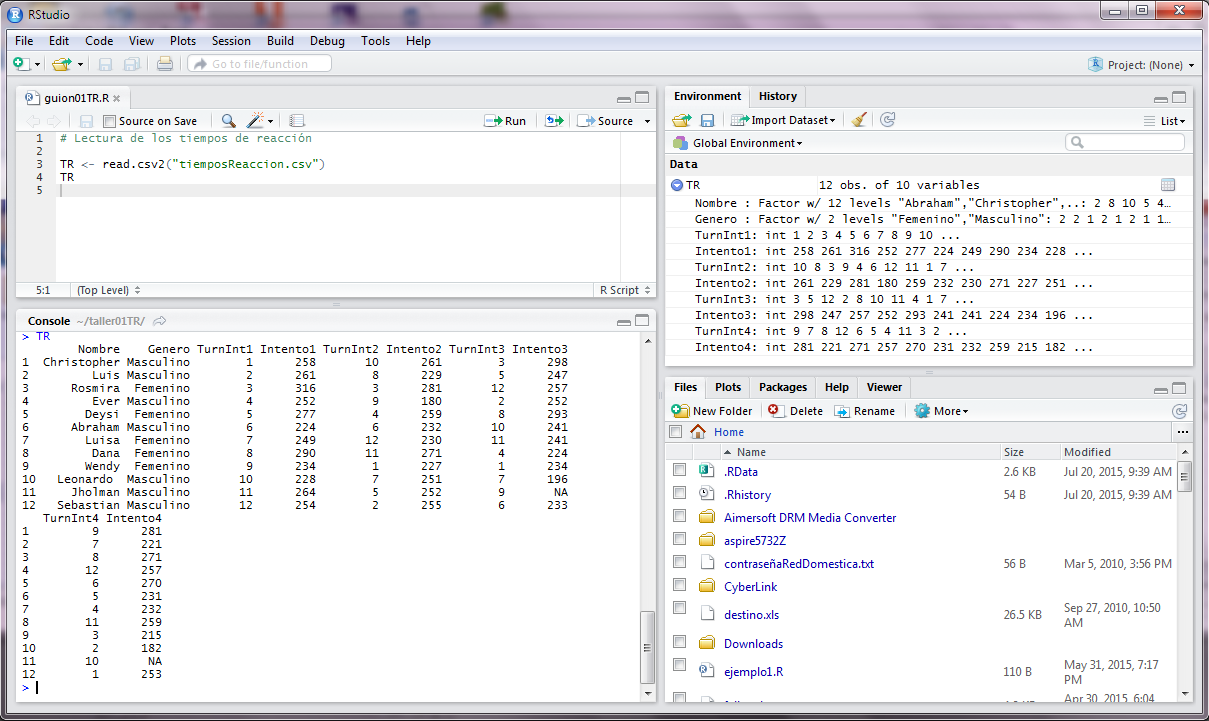 RStudio
File Edit Code View Plots Session Build Debug Tools Help
Go to file/function
Project: (None)
guion01TR.R
Source on Save Run Source
1 # Lectura de los tiempos de reacción
2
3 TR <- read.csv2("tiemposReaccion.csv")
4 TR
5
5:1 (Top Level) R Script
Console ~/taller01TR/
> TR
Nombre Genero TurnInt1 Intento1 TurnInt2 Intento2 TurnInt3 Intento3
1 Christopher Masculino 1 258 10 261 3 298
2 Luis Masculino 2 261 8 229 5 247
3 Rosmira Femenino 3 316 3 281 12 257
4 Ever Masculino 4 252 9 180 2 252
5 Deysi Femenino 5 277 4 259 8 293
6 Abraham Masculino 6 224 6 232 10 241
7 Luisa Femenino 7 249 12 230 11 241
8 Dana Femenino 8 290 11 271 4 224
9 Wendy Femenino 9 234 1 227 1 234
10 Leonardo Masculino 10 228 7 251 7 196
11 Jholman Masculino 11 264 5 252 9 NA
12 Sebastian Masculino 12 254 2 255 6 233
TurnInt4 Intento4
1 9 281
2 7 221
3 8 271
4 12 257
5 6 270
6 5 231
7 4 232
8 11 259
9 3 215
10 2 182
11 10 NA
12 1 253
>
Environment History
Import Dataset List
Global Environment
Data
TR 12 obs. of 10 variables
Nombre : Factor w/ 12 levels "Abraham","Christopher",..: 2 8 10 5 4…
Genero : Factor w/ 2 levels "Femenino","Masculino": 2 2 1 2 1 2 1 1…
TurnInt1: int 1 2 3 4 5 6 7 8 9 10 ...
Intento1: int 258 261 316 252 277 224 249 290 234 228 ...
TurnInt2: int 10 8 3 9 4 6 12 11 1 7 ...
Intento2: int 261 229 281 180 259 232 230 271 227 251 ...
TurnInt3: int 3 5 12 2 8 10 11 4 1 7 ...
Intento3: int 298 247 257 252 293 241 241 224 234 196 ...
TurnInt4: int 9 7 8 12 6 5 4 11 3 2 ...
Intento4: int 281 221 271 257 270 231 232 259 215 182 ...
Files Plots Packages Help Viewer
New Folder Delete Rename More
Home ...
Name Size Modified
.RData 2.6 KB Jul 20, 2015, 9:39 AM
.Rhistory 54 B Jul 20, 2015, 9:39 AM
Aimersoft DRM Media Converter
aspire5732Z
contraseñaRedDomestica.txt 56 B Mar 5, 2010, 3:56 PM
CyberLink
destino.xls 26.5 KB Sep 27, 2010, 10:50
AM
Downloads
ejemplo1.R 110 B May 31, 2015, 7:17
PM
Apr 30, 2015, 6:04